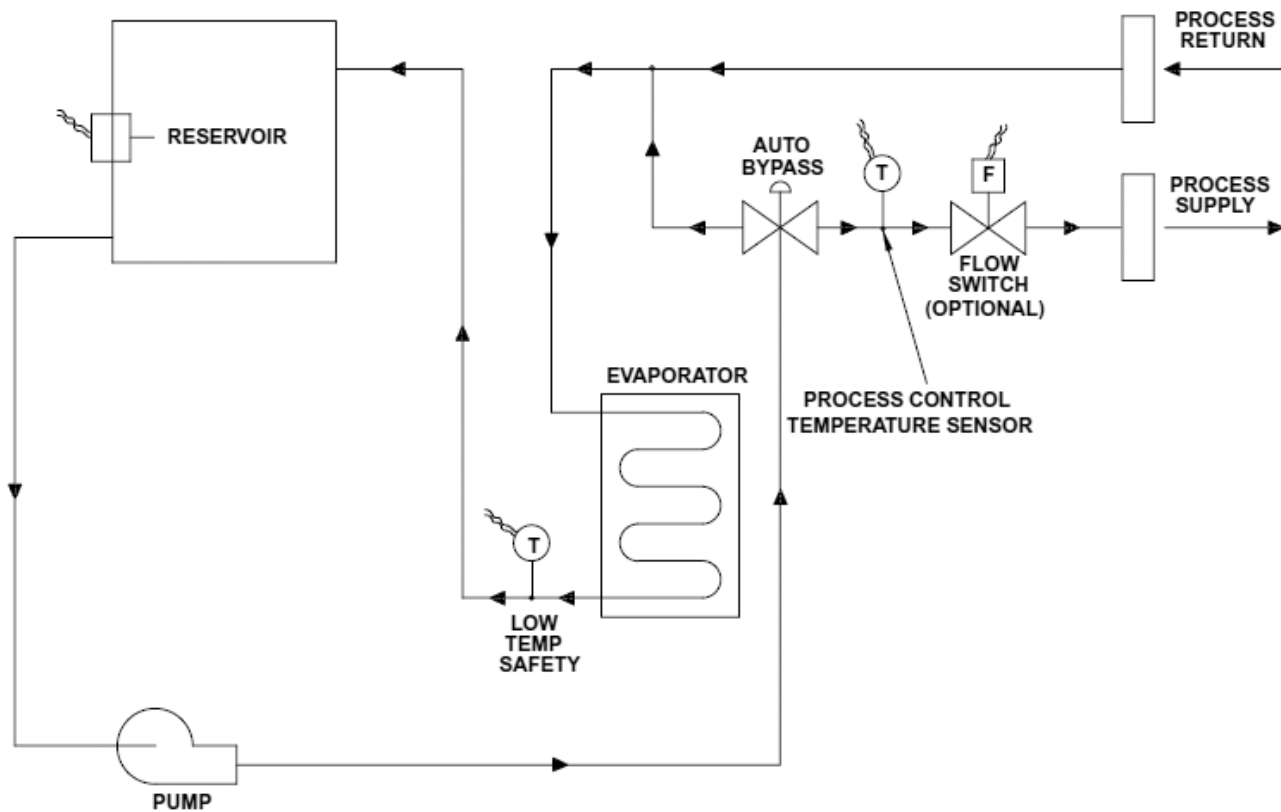 PROCESS
RETURN
RESERVOIR
AUTO
BYPASS
T
F
PROCESS
SUPPLY
FLOW
SWITCH
(OPTIONAL)
EVAPORATOR
PROCESS CONTROL
TEMPERATURE SENSOR
T
LOW
TEMP
SAFETY
PUMP